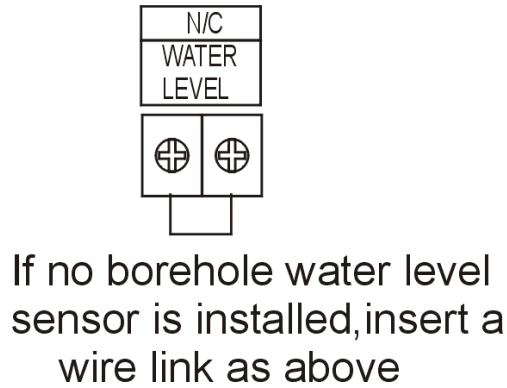 N/C
WATER
LEVEL
If no borehole water level
sensor is installed,insert a
wire link as above